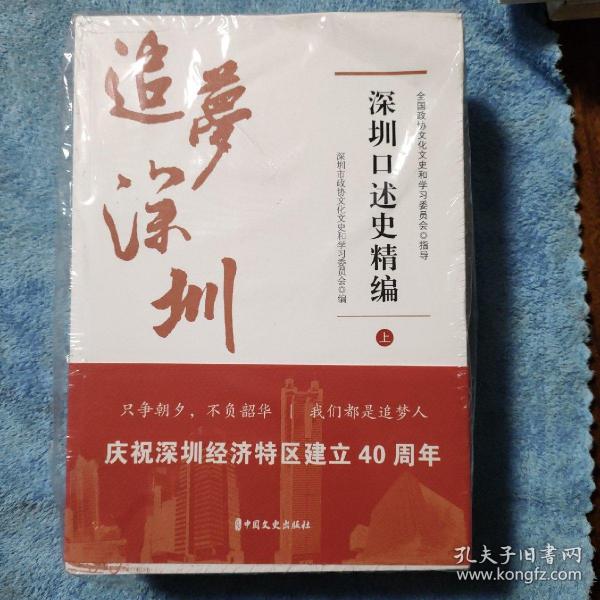 追夢深圳
深圳口述史精编
上
全国政协文化文史和学习委员会◎指导
深圳市政协文化文史和学习委员会◎编
只争朝夕，不负韶华 | 我们都是追梦人
庆祝深圳经济特区建立 40 周年
中国文史出版社
孔夫子旧书网
www.kongfz.com